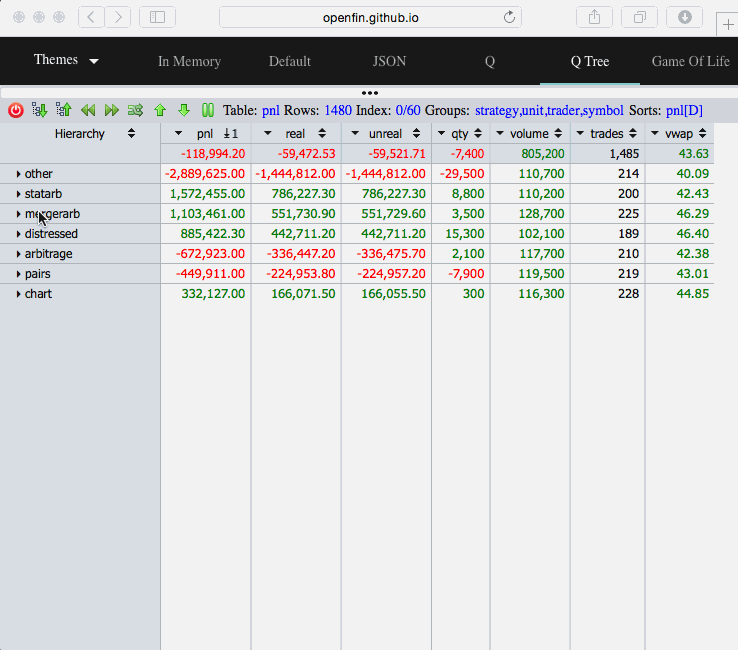 openfin.github.io
Themes In Memory Default JSON Q Q Tree Game Of Life
Table: pnl Rows: 1480 Index: 0/60 Groups: strategy,unit,trader,symbol Sorts: pnl[D]
Hierarchy pnl 1 real unreal qty volume trades vwap
-118,994.20 -59,472.53 -59,521.71 -7,400 805,200 1,485 43.63
other -2,889,625.00 -1,444,812.00 -1,444,812.00 -29,500 110,700 214 40.09
statarb 1,572,455.00 786,227.30 786,227.30 8,800 110,200 200 42.43
mergerarb 1,103,461.00 551,730.90 551,729.60 3,500 128,700 225 46.29
distressed 885,422.30 442,711.20 442,711.20 15,300 102,100 189 46.40
arbitrage -672,923.00 -336,447.20 -336,475.70 2,100 117,700 210 42.38
pairs -449,911.00 -224,953.80 -224,957.20 -7,900 119,500 219 43.01
chart 332,127.00 166,071.50 166,055.50 300 116,300 228 44.85